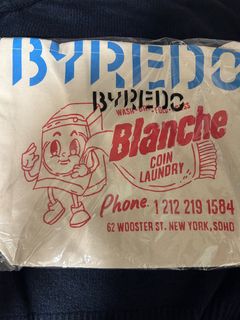 BYREDO
BYREDO
Blanche
COIN
LAUNDRY
Phone. 1 212 219 1584
62 WOOSTER ST. NEW YORK, SOHO